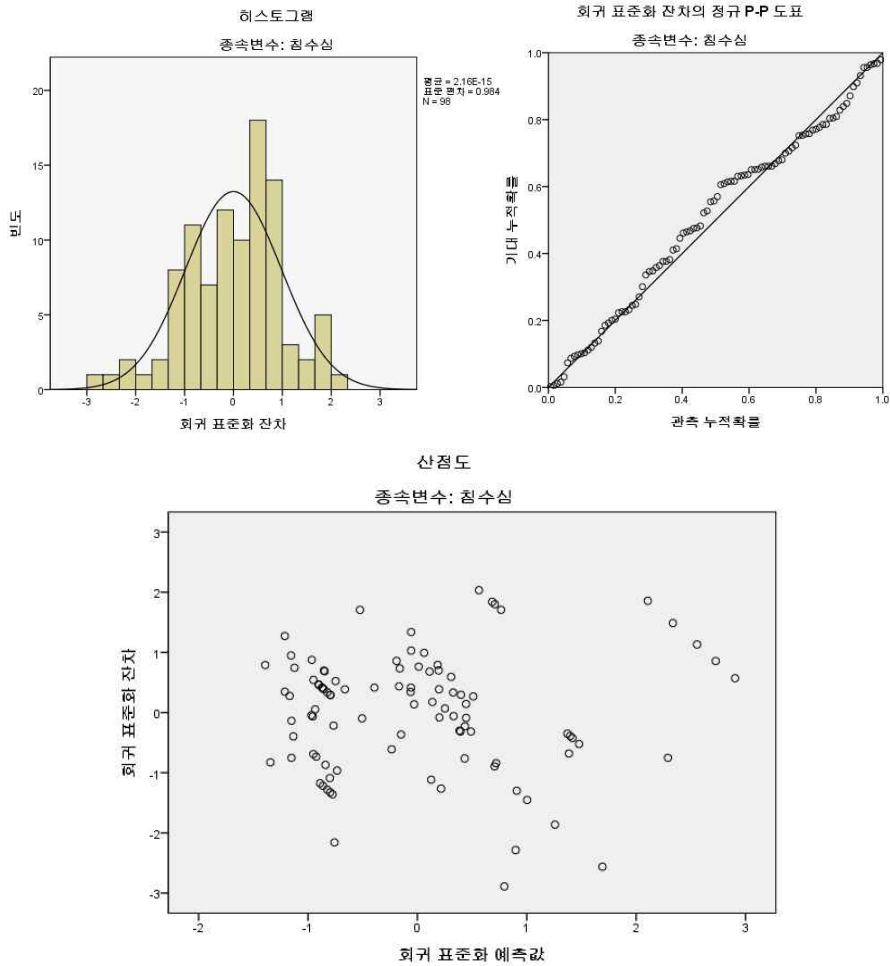 히스토그램
종속변수: 침수심
평균 = 2.16E-15
표준 편차 = 0.984
N = 98
빈도
20
15
10
5
0
-3
-2
-1
0
1
2
3
회귀 표준화 잔차
회귀 표준화 잔차의 정규 P-P 도표
종속변수: 침수심
기대 누적확률
1.0
0.8
0.6
0.4
0.2
0.0
0.0
0.2
0.4
0.6
0.8
1.0
관측 누적확률
산점도
종속변수: 침수심
회귀 표준화 잔차
3
2
1
0
-1
-2
-3
-2
-1
0
1
2
3
회귀 표준화 예측값